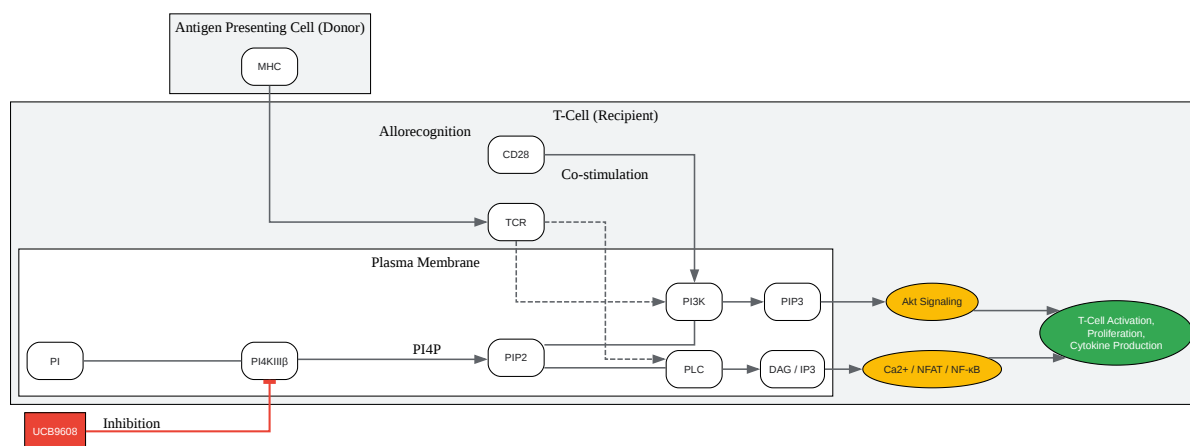 Antigen Presenting Cell (Donor)
MHC
T-Cell (Recipient)
Allorecognition
CD28
Co-stimulation
TCR
Plasma Membrane
PI3K
PIP3
Akt Signaling
T-Cell Activation,
Proliferation,
Cytokine Production
PI
PI4KIIIβ
PI4P
PIP2
PLC
DAG / IP3
Ca2+ / NFAT / NF-κB
UCB9608
Inhibition